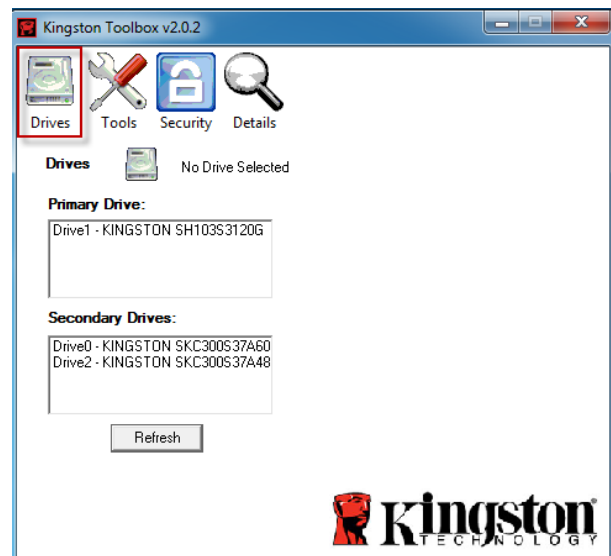 Kingston Toolbox v2.0.2
Drives Tools Security Details
Drives No Drive Selected
Primary Drive:
Drive1 - KINGSTON SH103S3120G
Secondary Drives:
Drive0 - KINGSTON SKC300S37A60
Drive2 - KINGSTON SKC300S37A48
Refresh
Kingston
TECHNOLOGY